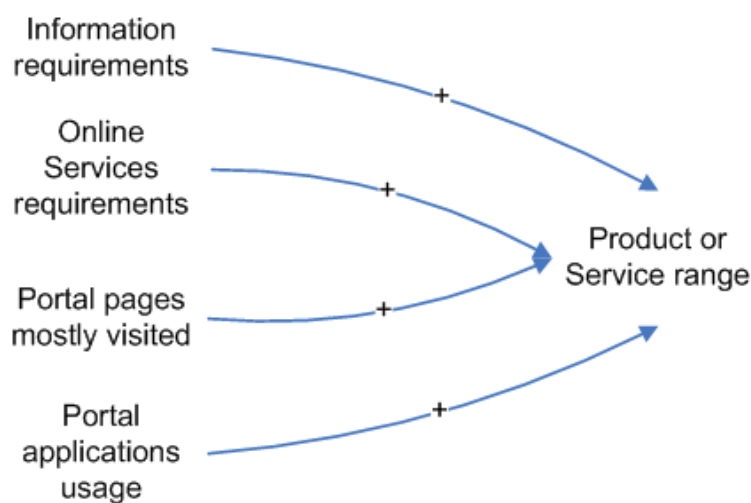 Information
requirements
+
Online
Services
requirements
+
Product or
Service range
Portal pages
mostly visited
+
Portal
applications
usage
+